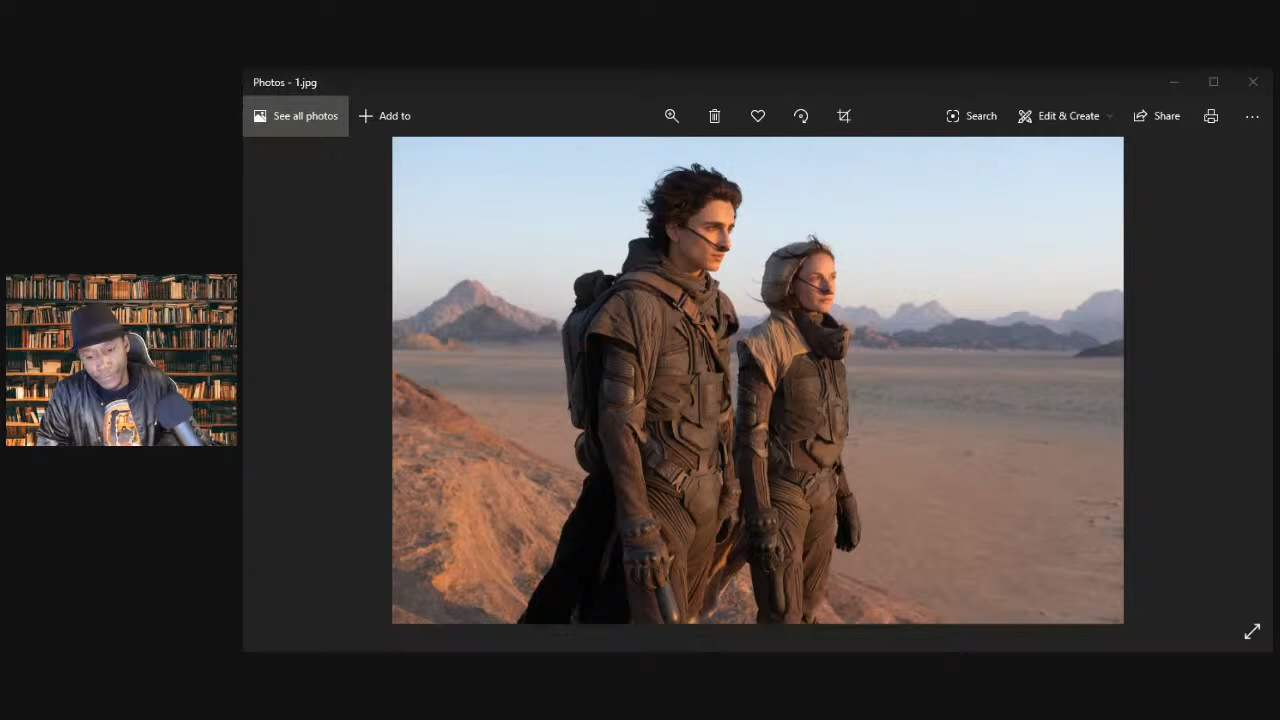 Photos - 1.jpg
See all photos
Add to
Search
Edit & Create
Share